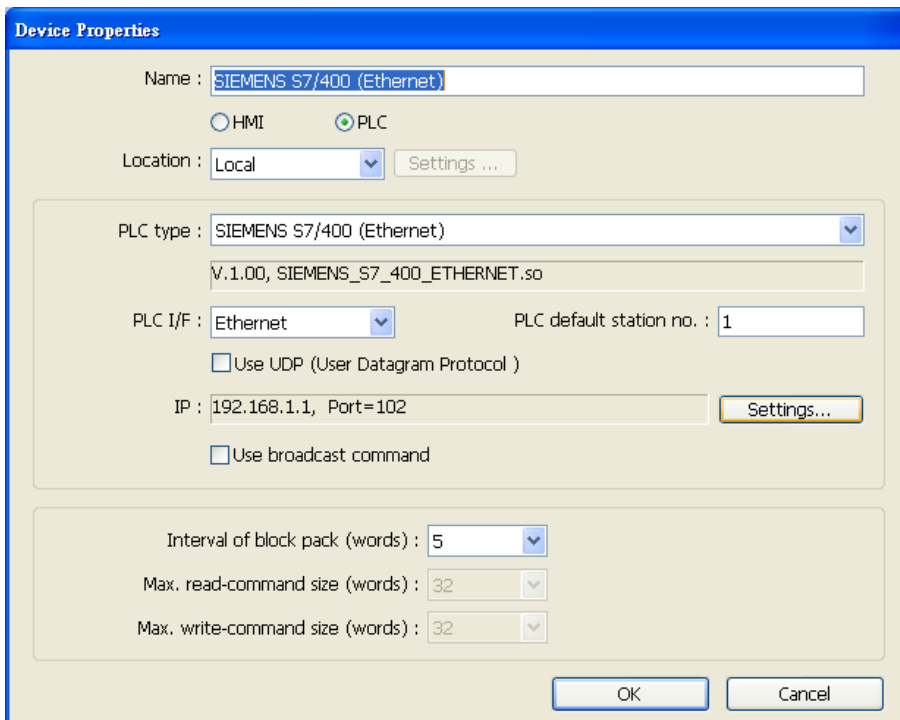 Device Properties
Name : SIEMENS S7/400 (Ethernet)
HMI PLC
Location : Local Settings ...
PLC type : SIEMENS S7/400 (Ethernet)
V.1.00, SIEMENS_S7_400_ETHERNET.so
PLC I/F : Ethernet PLC default station no. : 1
Use UDP (User Datagram Protocol )
IP : 192.168.1.1, Port=102 Settings...
Use broadcast command
Interval of block pack (words) : 5
Max. read-command size (words) : 32
Max. write-command size (words) : 32
OK Cancel